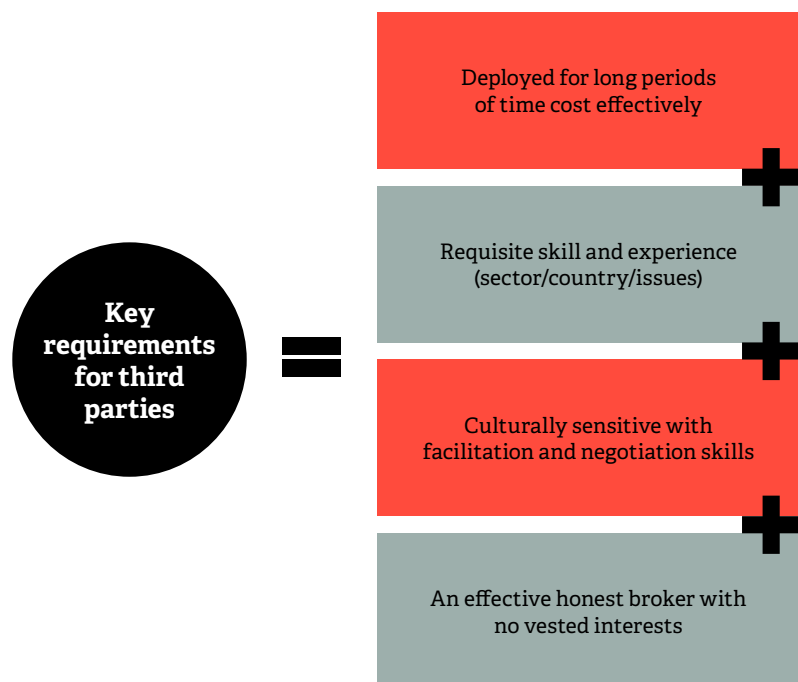 Key
requirements
for third
parties
=
Deployed for long periods
of time cost effectively
+
Requisite skill and experience
(sector/country/issues)
+
Culturally sensitive with
facilitation and negotiation skills
+
An effective honest broker with
no vested interests